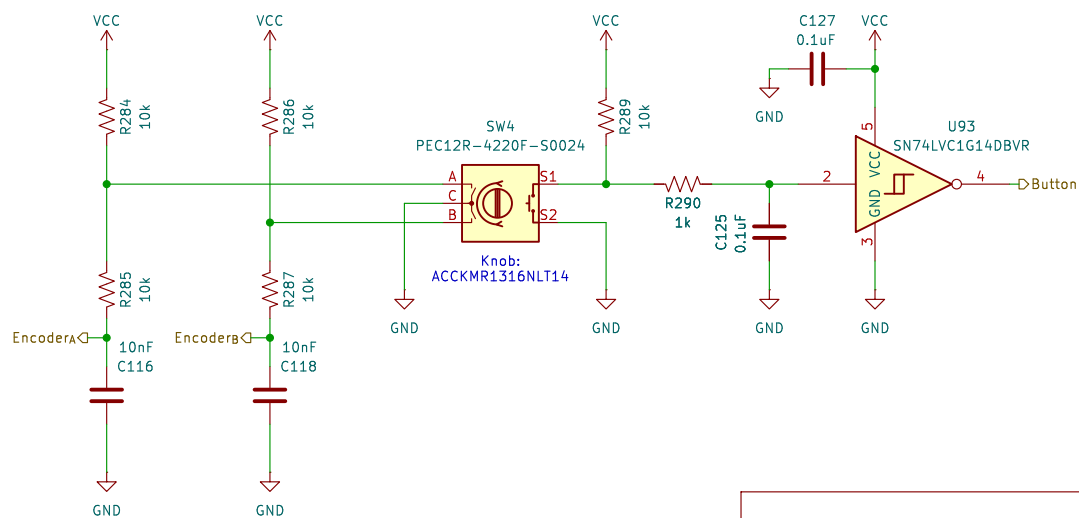 VCC
VCC
VCC
C127
0.1uF
VCC
GND
R284
10k
R286
10k
R289
10k
SW4
PEC12R-4220F-S0024
A
C
B
S1
S2
Knob:
ACCKMR1316NLT14
GND
GND
R290
1k
C125
0.1uF
GND
U93
SN74LVC1G14DBVR
5
VCC
2
GND
3
4
Button
GND
R285
10k
R287
10k
EncoderA
10nF
C116
EncoderB
10nF
C118
GND
GND